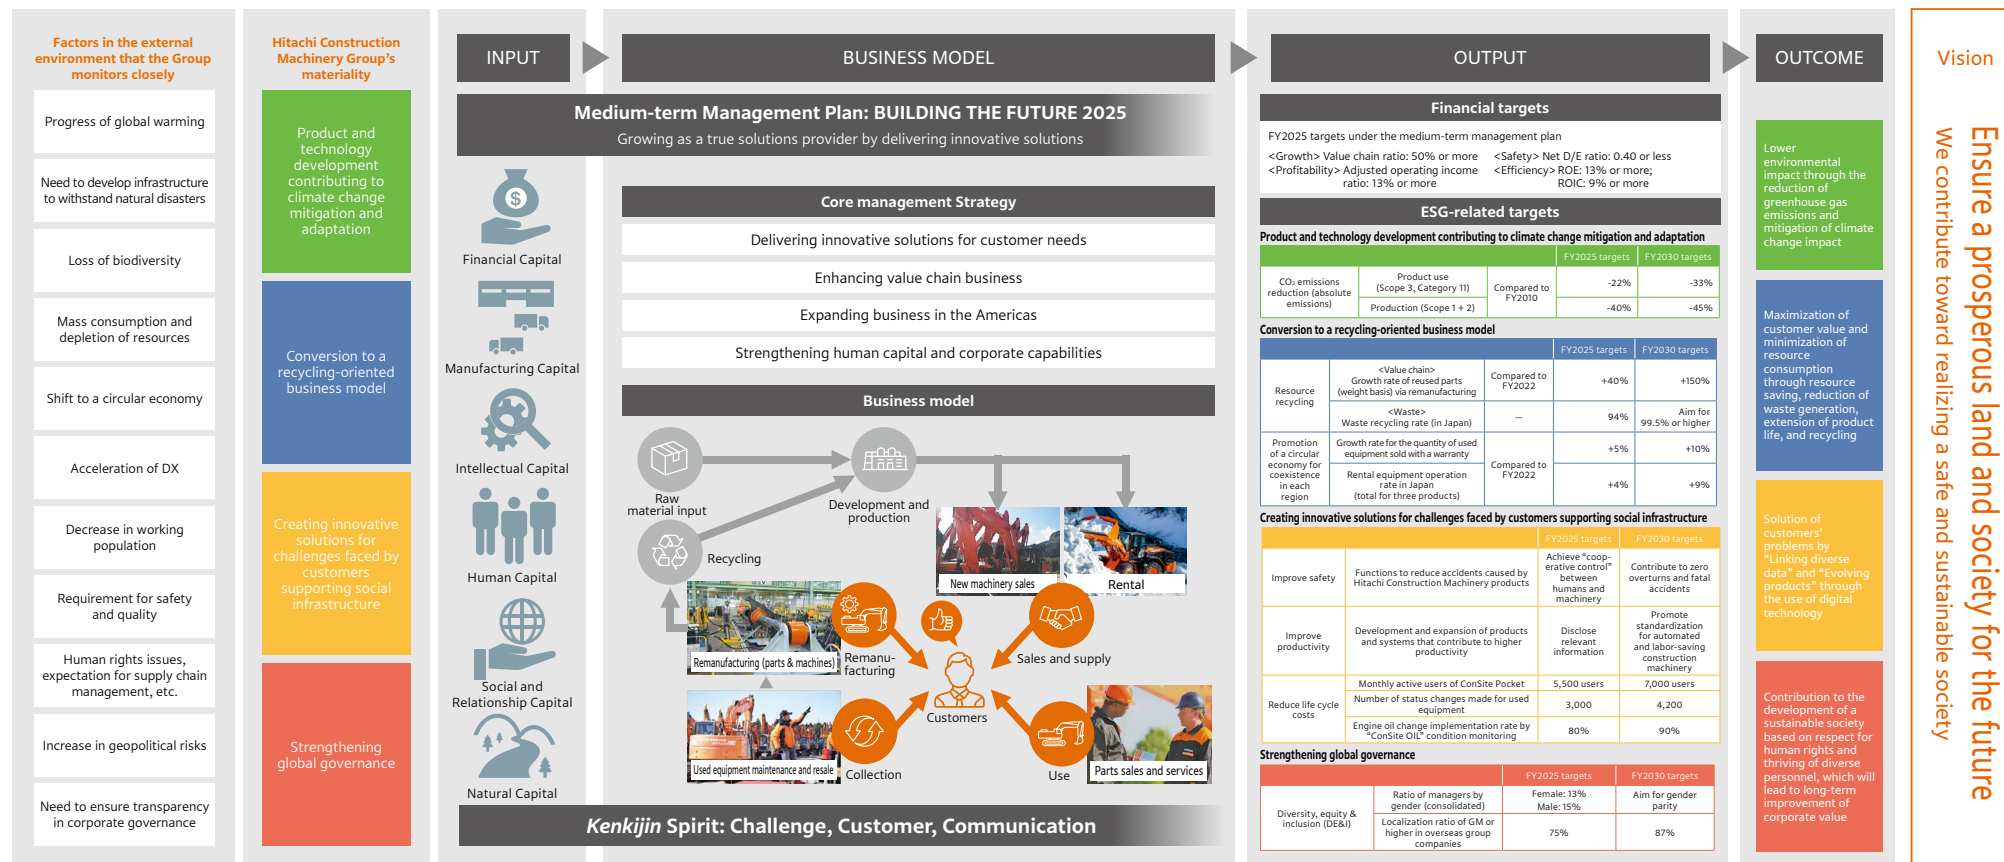 Factors in the external
environment that the Group
monitors closely
Progress of global warming
Need to develop infrastructure
to withstand natural disasters
Loss of biodiversity
Mass consumption and
depletion of resources
Shift to a circular economy
Acceleration of DX
Decrease in working
population
Requirement for safety
and quality
Human rights issues,
expectation for supply chain
management, etc.
Increase in geopolitical risks
Need to ensure transparency
in corporate governance
Hitachi Construction
Machinery Group's
materiality
Product and
technology
development
contributing to
climate change
mitigation and
adaptation
Conversion to a
recycling-oriented
business model
Creating innovative
solutions for
challenges faced by
customers
supporting social
infrastructure
Strengthening
global governance
INPUT
BUSINESS MODEL
OUTPUT
OUTCOME
Medium-term Management Plan: BUILDING THE FUTURE 2025
Growing as a true solutions provider by delivering innovative solutions
Financial Capital
Manufacturing Capital
Intellectual Capital
Human Capital
Social and
Relationship Capital
Natural Capital
Core management Strategy
Delivering innovative solutions for customer needs
Enhancing value chain business
Expanding business in the Americas
Strengthening human capital and corporate capabilities
Business model
Raw
material input
Development and
production
Recycling
New machinery sales
Rental
Remanufacturing (parts & machines)
Remanu-
facturing
Sales and supply
Customers
Used equipment maintenance and resale
Collection
Use
Parts sales and services
Kenkijin Spirit: Challenge, Customer, Communication
Financial targets
FY2025 targets under the medium-term management plan
<Growth> Value chain ratio: 50% or more
<Profitability> Adjusted operating income
ratio: 13% or more
<Safety> Net D/E ratio: 0.40 or less
<Efficiency> ROE: 13% or more;
ROIC: 9% or more
ESG-related targets
Product and technology development contributing to climate change mitigation and adaptation
FY2025 targets FY2030 targets
CO₂ emissions
reduction (absolute
emissions)
Product use
(Scope 3, Category 11)
Compared to
FY2010
-22% -33%
Production (Scope 1 + 2)
-40% -45%
Conversion to a recycling-oriented business model
FY2025 targets FY2030 targets
Resource
recycling
<Value chain>
Growth rate of reused parts
(weight basis) via remanufacturing
Compared to
FY2022
+40% +150%
<Waste>
Waste recycling rate (in Japan)
— 94%
Aim for
99.5% or higher
Promotion
of a circular
economy for
coexistence
in each
region
Growth rate for the quantity of used
equipment sold with a warranty
Compared to
FY2022
+5% +10%
Rental equipment operation
rate in Japan
(total for three products)
+4% +9%
Creating innovative solutions for challenges faced by customers supporting social infrastructure
FY2025 targets FY2030 targets
Improve safety
Functions to reduce accidents caused by
Hitachi Construction Machinery products
Achieve "coop-
erative control"
between
humans and
machinery
Contribute to zero
overturns and fatal
accidents
Improve
productivity
Development and expansion of products
and systems that contribute to higher
productivity
Disclose
relevant
information
Promote
standardization
for automated
and labor-saving
construction
machinery
Reduce life cycle
costs
Monthly active users of ConSite Pocket 5,500 users 7,000 users
Number of status changes made for used
equipment
3,000 4,200
Engine oil change implementation rate by
"ConSite OIL" condition monitoring
80% 90%
Strengthening global governance
FY2025 targets FY2030 targets
Diversity, equity &
inclusion (DE&I)
Ratio of managers by
gender (consolidated)
Female: 13%
Male: 15%
Aim for gender
parity
Localization ratio of GM or
higher in overseas group
companies
75% 87%
Lower
environmental
impact through the
reduction of
greenhouse gas
emissions and
mitigation of climate
change impact
Maximization of
customer value and
minimization of
resource
consumption
through resource
saving, reduction of
waste generation,
extension of product
life, and recycling
Solution of
customers'
problems by
"Linking diverse
data" and "Evolving
products" through
the use of digital
technology
Contribution to the
development of a
sustainable society
based on respect for
human rights and
thriving of diverse
personnel, which will
lead to long-term
improvement of
corporate value
Vision
Ensure a prosperous land and society for the future
We contribute toward realizing a safe and sustainable society